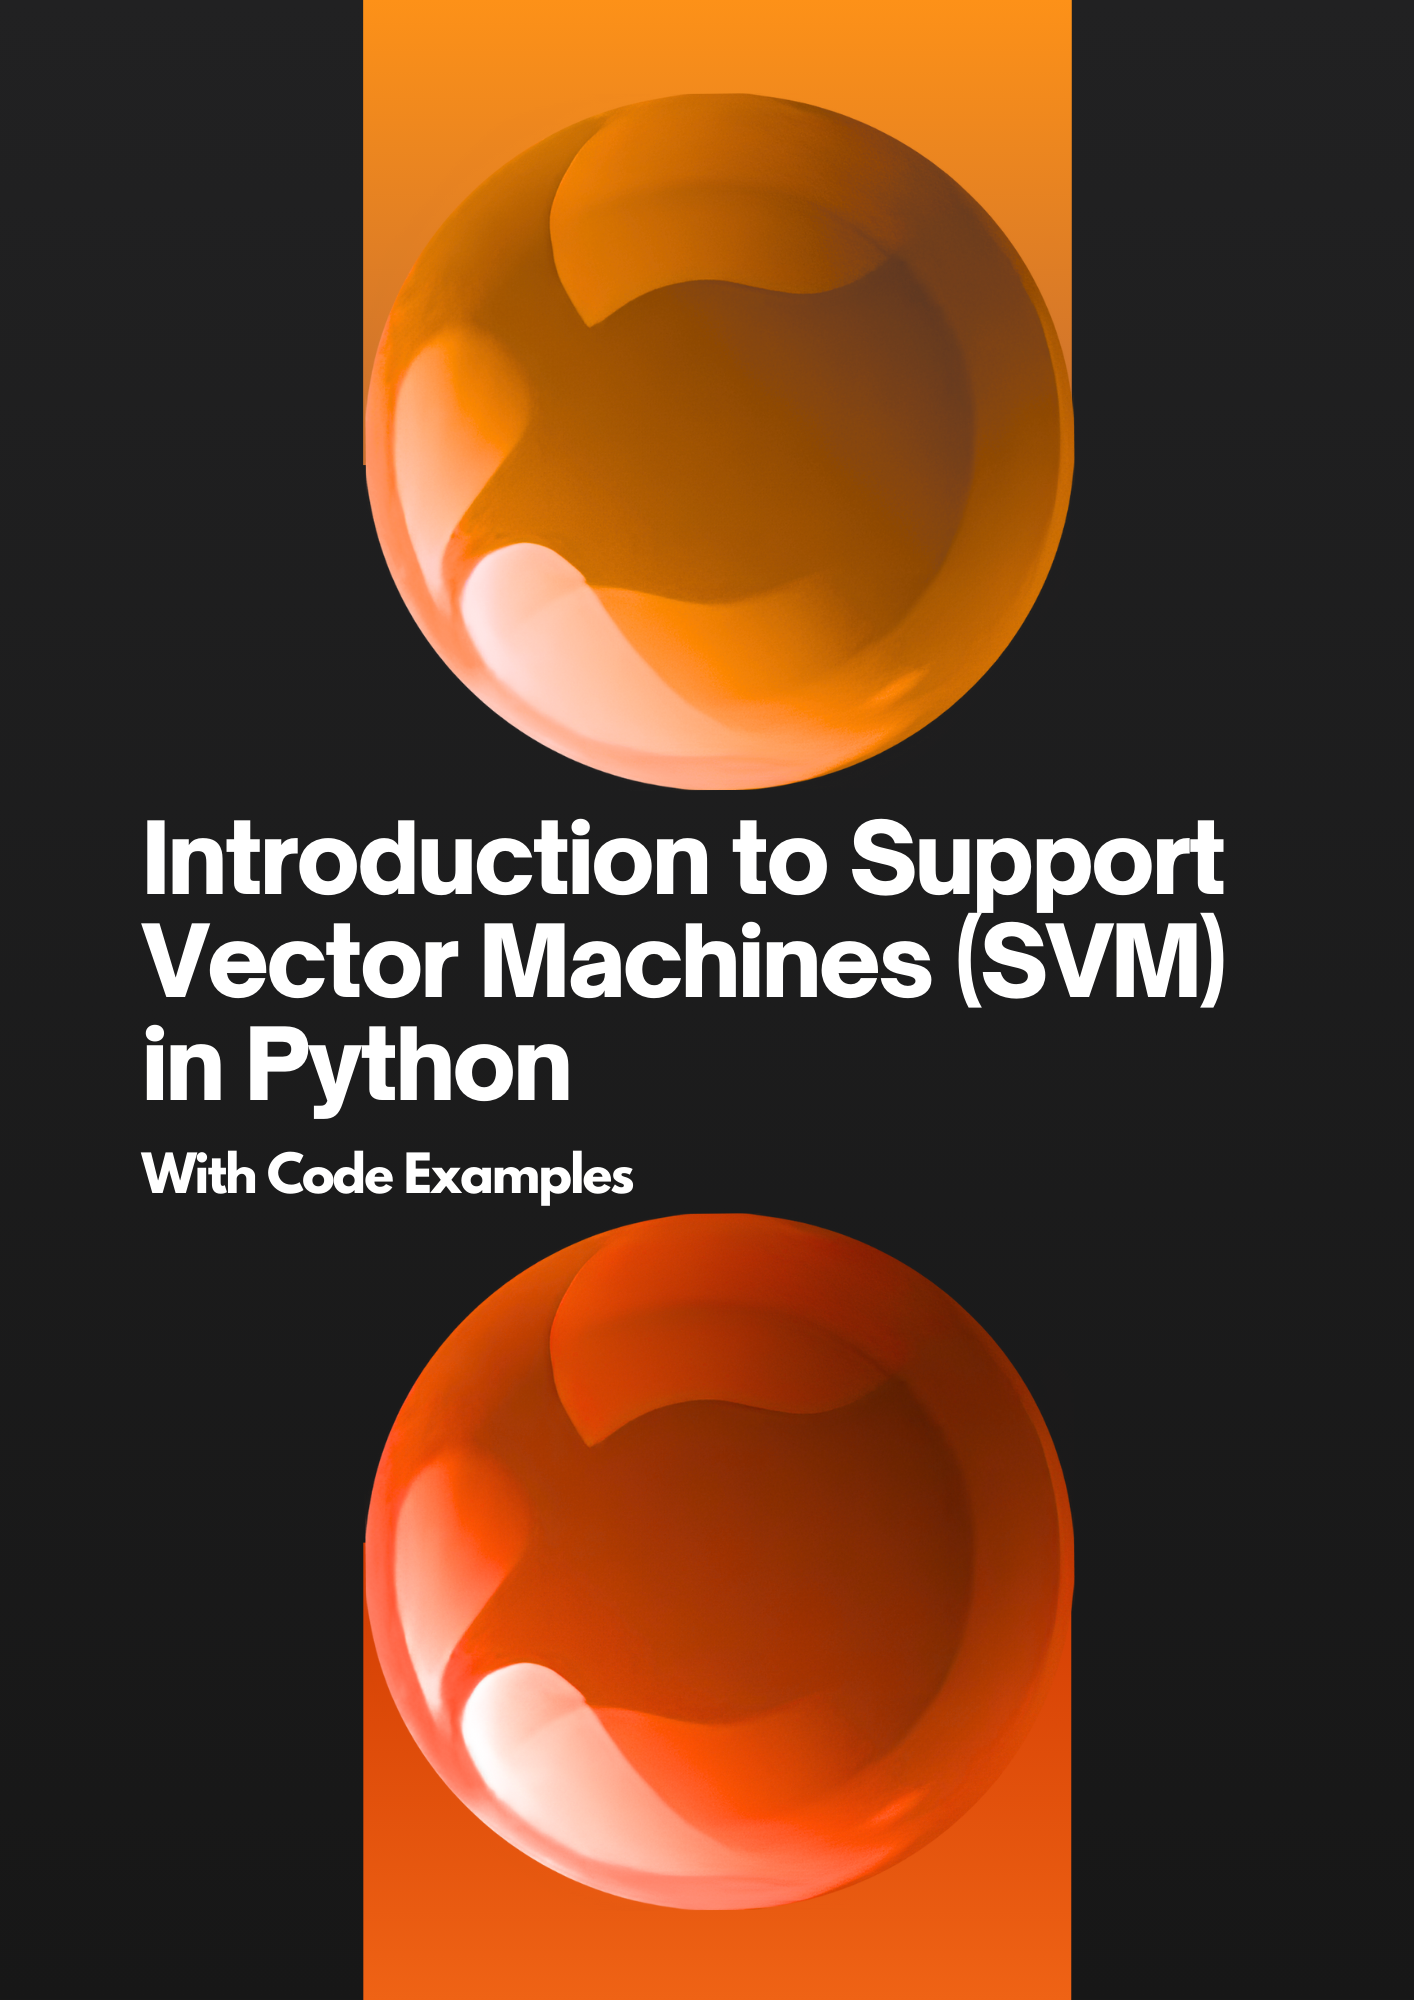 Introduction to Support
Vector Machines (SVM)
in Python
With Code Examples